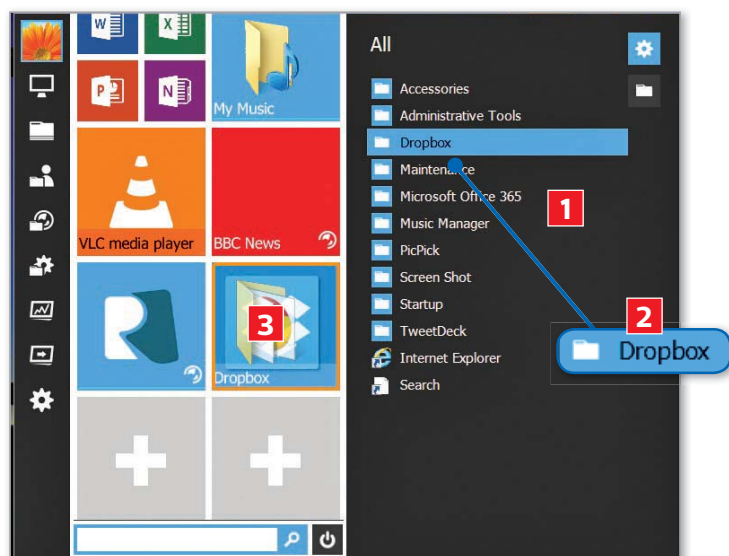 W
X
P
N
My Music
VLC media player
BBC News
3
Dropbox
All
Accessories
Administrative Tools
Dropbox
Maintenance
Microsoft Office 365
1
Music Manager
PicPick
Screen Shot
Startup
2
TweetDeck
Dropbox
Internet Explorer
Search